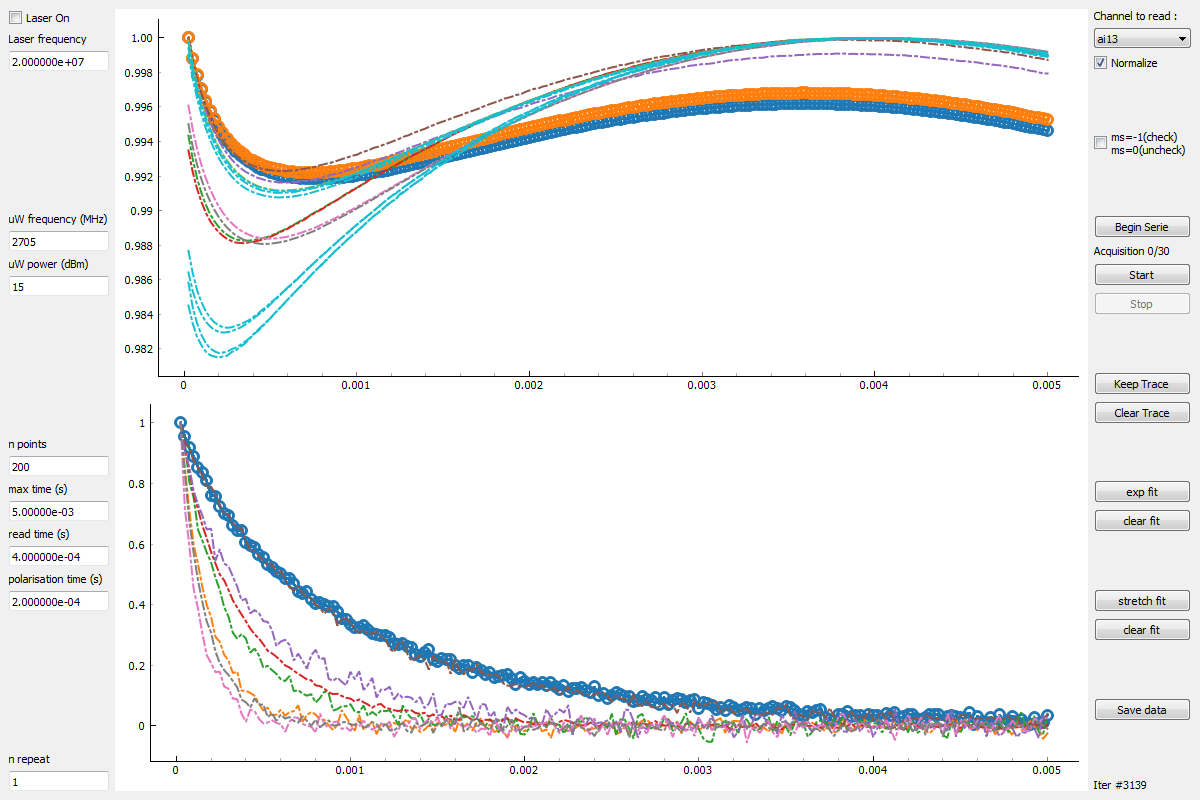 Laser On
Laser frequency
2.000000e+07
uW frequency (MHz)
2705
uW power (dBm)
15
n points
200
max time (s)
5.00000e-03
read time (s)
4.000000e-04
polarisation time (s)
2.000000e-04
n repeat
1
1.00
0.998
0.996
0.994
0.992
0.99
0.988
0.986
0.984
0.982
0
0.001
0.002
0.003
0.004
0.005
1
0.8
0.6
0.4
0.2
0
0
0.001
0.002
0.003
0.004
0.005
Channel to read :
ai13
Normalize
ms=-1(check)
ms=0(uncheck)
Begin Serie
Acquisition 0/30
Start
Stop
Keep Trace
Clear Trace
exp fit
clear fit
stretch fit
clear fit
Save data
Iter #3139